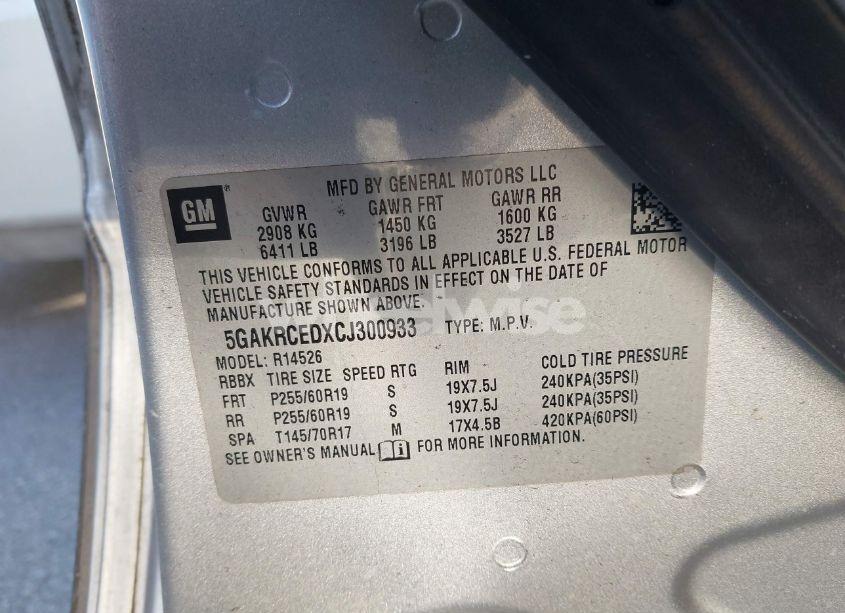 MFD BY GENERAL MOTORS LLC
GM
GVWR GAWR FRT GAWR RR
2908 KG 1450 KG 1600 KG
6411 LB 3196 LB 3527 LB
THIS VEHICLE CONFORMS TO ALL APPLICABLE U.S. FEDERAL MOTOR
VEHICLE SAFETY STANDARDS IN EFFECT ON THE DATE OF
MANUFACTURE SHOWN ABOVE.
5GAKRCEDXCJ300933 TYPE: M.P.V.
MODEL: R14526
RBBX TIRE SIZE SPEED RTG RIM COLD TIRE PRESSURE
FRT P255/60R19 S 19X7.5J 240KPA(35PSI)
RR P255/60R19 S 19X7.5J 240KPA(35PSI)
SPA T145/70R17 M 17X4.5B 420KPA(60PSI)
SEE OWNER'S MANUAL FOR MORE INFORMATION.